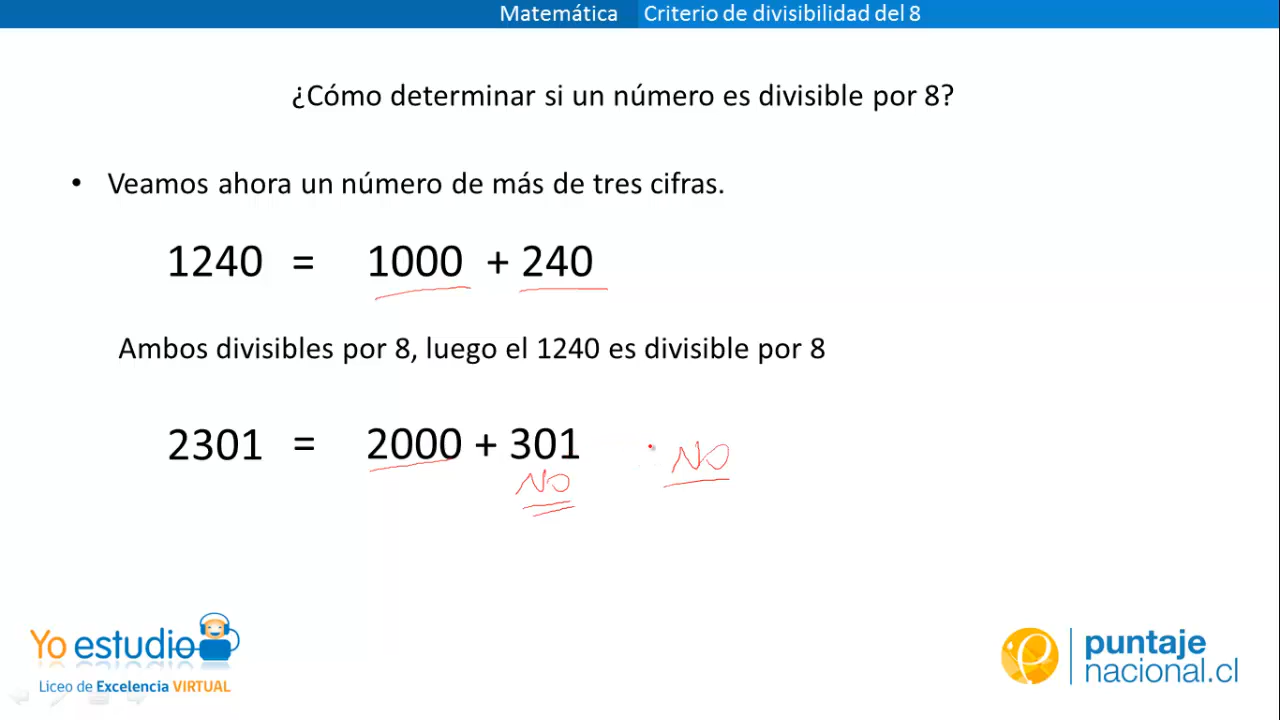 Matemática Criterio de divisibilidad del 8
¿Cómo determinar si un número es divisible por 8?
• Veamos ahora un número de más de tres cifras.
1240 = 1000 + 240
Ambos divisibles por 8, luego el 1240 es divisible por 8
2301 = 2000 + 301 NO
NO
Yo estudio
Liceo de Excelencia VIRTUAL
puntaje
nacional.cl